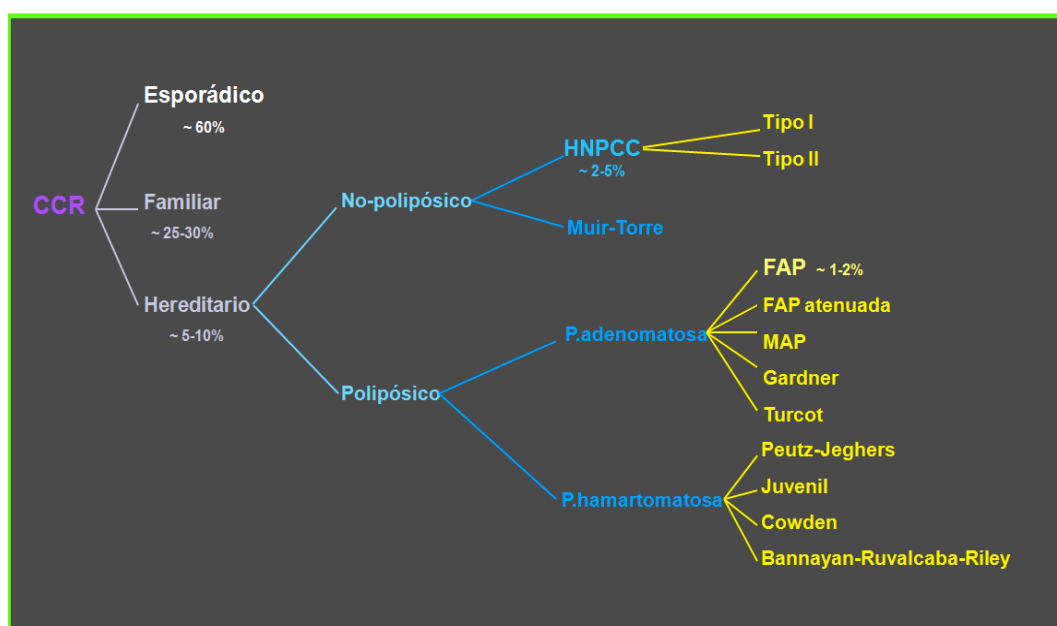 CCR
Esporádico
~ 60%
Familiar
~ 25-30%
Hereditario
~ 5-10%
No-polipósico
HNPCC
~ 2-5%
Tipo I
Tipo II
Muir-Torre
Polipósico
P.adenomatosa
FAP ~ 1-2%
FAP atenuada
MAP
Gardner
Turcot
P.hamartomatosa
Peutz-Jeghers
Juvenil
Cowden
Bannayan-Ruvalcaba-Riley